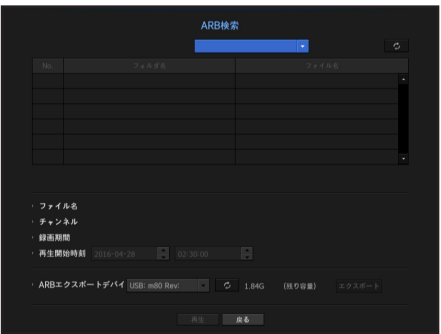 ARB検索
No. フォルダ名 ファイル名
ファイル名
チャンネル
録画期間
再生開始時刻 2016-04-26 02:30:00
ARBエクスポートデバイ USB: m80 Rev: 1.84G (残り容量) エクスポート
再生 戻る